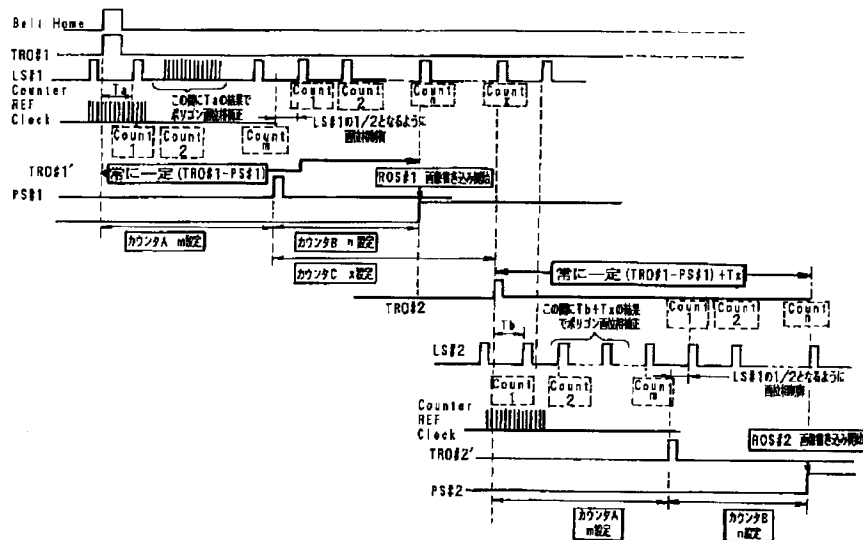 Belt Home
TRO#1
LS#1
Ta
Counter
REF
Clock
この間にTaの結果で
ポリゴン面位相補正
Count
1
Count
2
Count
n
Count
x
LS#1の1/2となるように
面位相制御
Count
1
Count
2
Count
m
TRO#1'
常に一定(TRO#1-PS#1)
ROS#1 画像書き込み開始
PS#1
カウンタA m設定
カウンタB n設定
カウンタC x設定
常に一定(TRO#1-PS#1)+Tx
TRO#2
この間にTb+Txの結果
でポリゴン面位相補正
Count
1
Count
2
Count
n
Tb
LS#2
LS#1の1/2となるように
面位相制御
Count
1
Count
2
Count
m
Counter
REF
Clock
ROS#2 画像書き込み開始
TRO#2'
PS#2
カウンタA
m設定
カウンタB
n設定